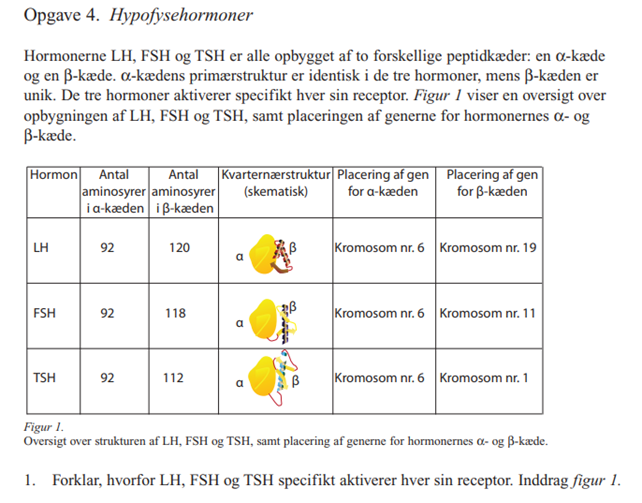 Opgave 4. Hypofysehormoner
Hormonerne LH, FSH og TSH er alle opbygget af to forskellige peptidkæder: en α-kæde
og en β-kæde. α-kædens primærstruktur er identisk i de tre hormoner, mens β-kæden er
unik. De tre hormoner aktiverer specifikt hver sin receptor. Figur 1 viser en oversigt over
opbygningen af LH, FSH og TSH, samt placeringen af generne for hormonernes α- og
β-kæde.
Hormon Antal Antal Kvarternærstruktur Placering af gen Placering af gen
aminosyrer aminosyrer (skematisk) for α-kæden for β-kæden
i α-kæden i β-kæden
LH 92 120 α β Kromosom nr. 6 Kromosom nr. 19
FSH 92 118 α β Kromosom nr. 6 Kromosom nr. 11
TSH 92 112 α β Kromosom nr. 6 Kromosom nr. 1
Figur 1.
Oversigt over strukturen af LH, FSH og TSH, samt placering af generne for hormonernes α- og β-kæde.
1. Forklar, hvorfor LH, FSH og TSH specifikt aktiverer hver sin receptor. Inddrag figur 1.